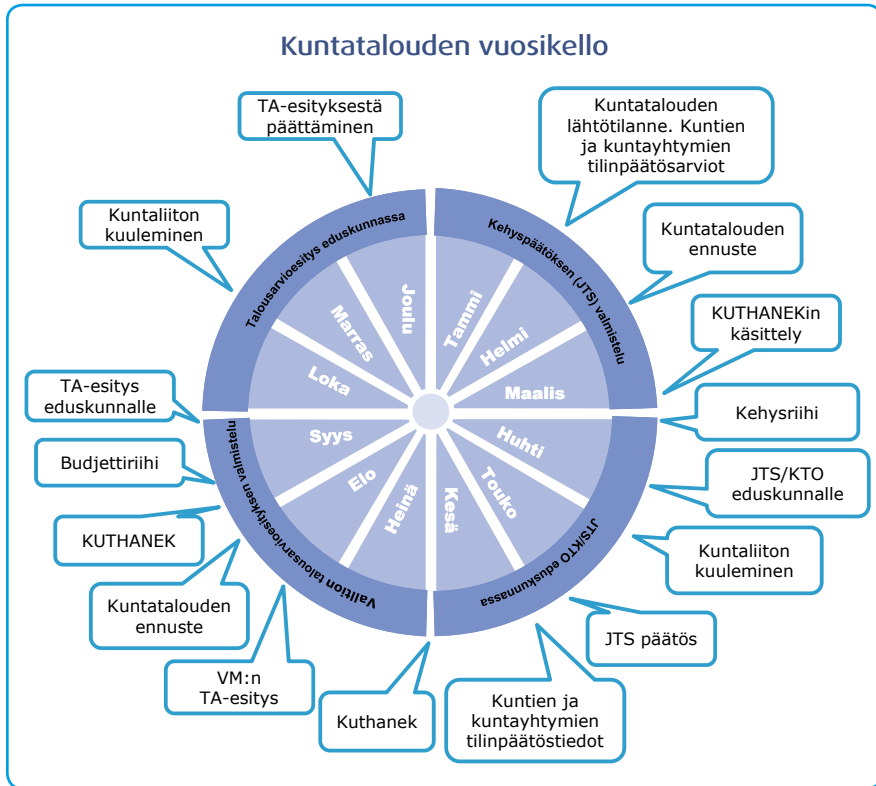 Kuntatalouden vuosikello
TA-esityksestä
päättäminen
Kuntatalouden
lähtötilanne. Kuntien
ja kuntayhtymien
tilinpäätösarviot
Kuntaliiton
kuuleminen
Kuntatalouden
ennuste
KUTHANEKin
käsittely
TA-esitys
eduskunnalle
Kehysriihi
Budjettiriihi
JTS/KTO
eduskunnalle
KUTHANEK
Kuntaliiton
kuuleminen
Kuntatalouden
ennuste
JTS päätös
VM:n
TA-esitys
Kuthanek
Kuntien ja
kuntayhtymien
tilinpäätöstiedot
Talousarvioesitys eduskunnassa
Kehyspäätöksen (JTS) valmistelu
JTS/KTO eduskunnassa
Valtion talousarvioesityksen valmistelu
Tammi
Helmi
Maalis
Huhti
Touko
Kesä
Heinä
Elo
Syys
Loka
Marras
Joulu